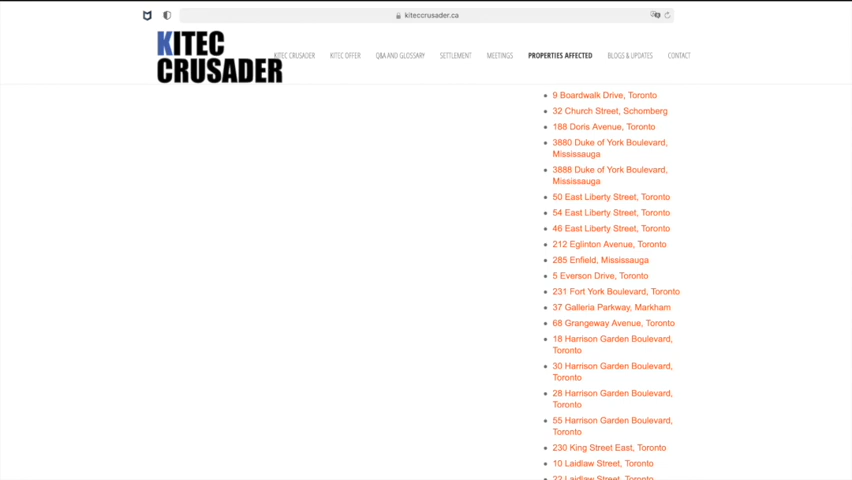 kiteccrusader.ca
KITEC
CRUSADER
KITEC CRUSADER KITEC OFFER Q&A AND GLOSSARY SETTLEMENT MEETINGS PROPERTIES AFFECTED BLOGS & UPDATES CONTACT
9 Boardwalk Drive, Toronto
32 Church Street, Schomberg
188 Doris Avenue, Toronto
3880 Duke of York Boulevard,
Mississauga
3888 Duke of York Boulevard,
Mississauga
50 East Liberty Street, Toronto
54 East Liberty Street, Toronto
46 East Liberty Street, Toronto
212 Eglinton Avenue, Toronto
285 Enfield, Mississauga
5 Everson Drive, Toronto
231 Fort York Boulevard, Toronto
37 Galleria Parkway, Markham
68 Grangeway Avenue, Toronto
18 Harrison Garden Boulevard,
Toronto
30 Harrison Garden Boulevard,
Toronto
28 Harrison Garden Boulevard,
Toronto
55 Harrison Garden Boulevard,
Toronto
230 King Street East, Toronto
10 Laidlaw Street, Toronto
22 Laidlaw Street, Toronto